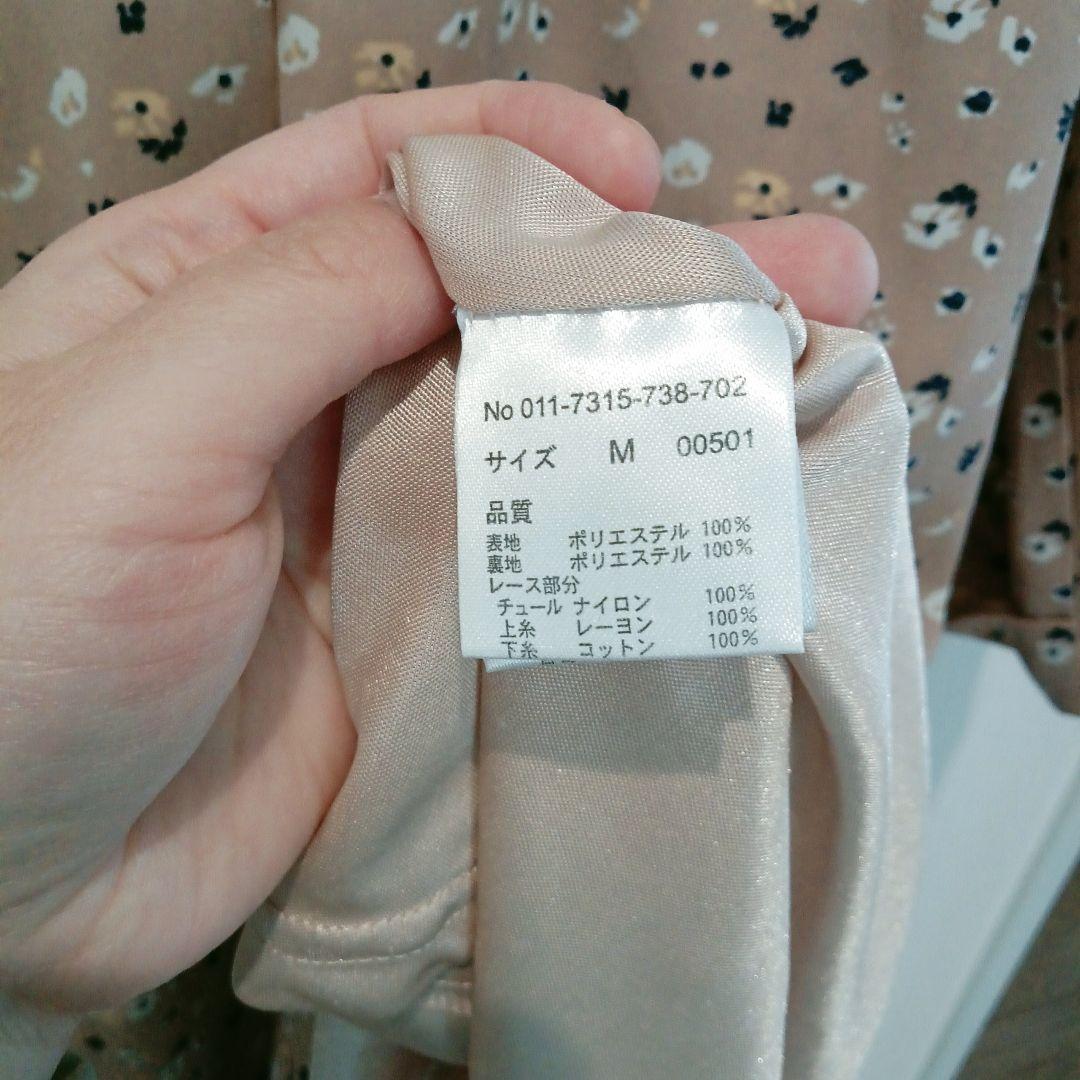 No 011-7315-738-702
サイズ M 00501
品質
表地 ポリエステル 100%
裏地 ポリエステル 100%
レース部分
チュール ナイロン 100%
上糸 レーヨン 100%
下糸 コットン 100%